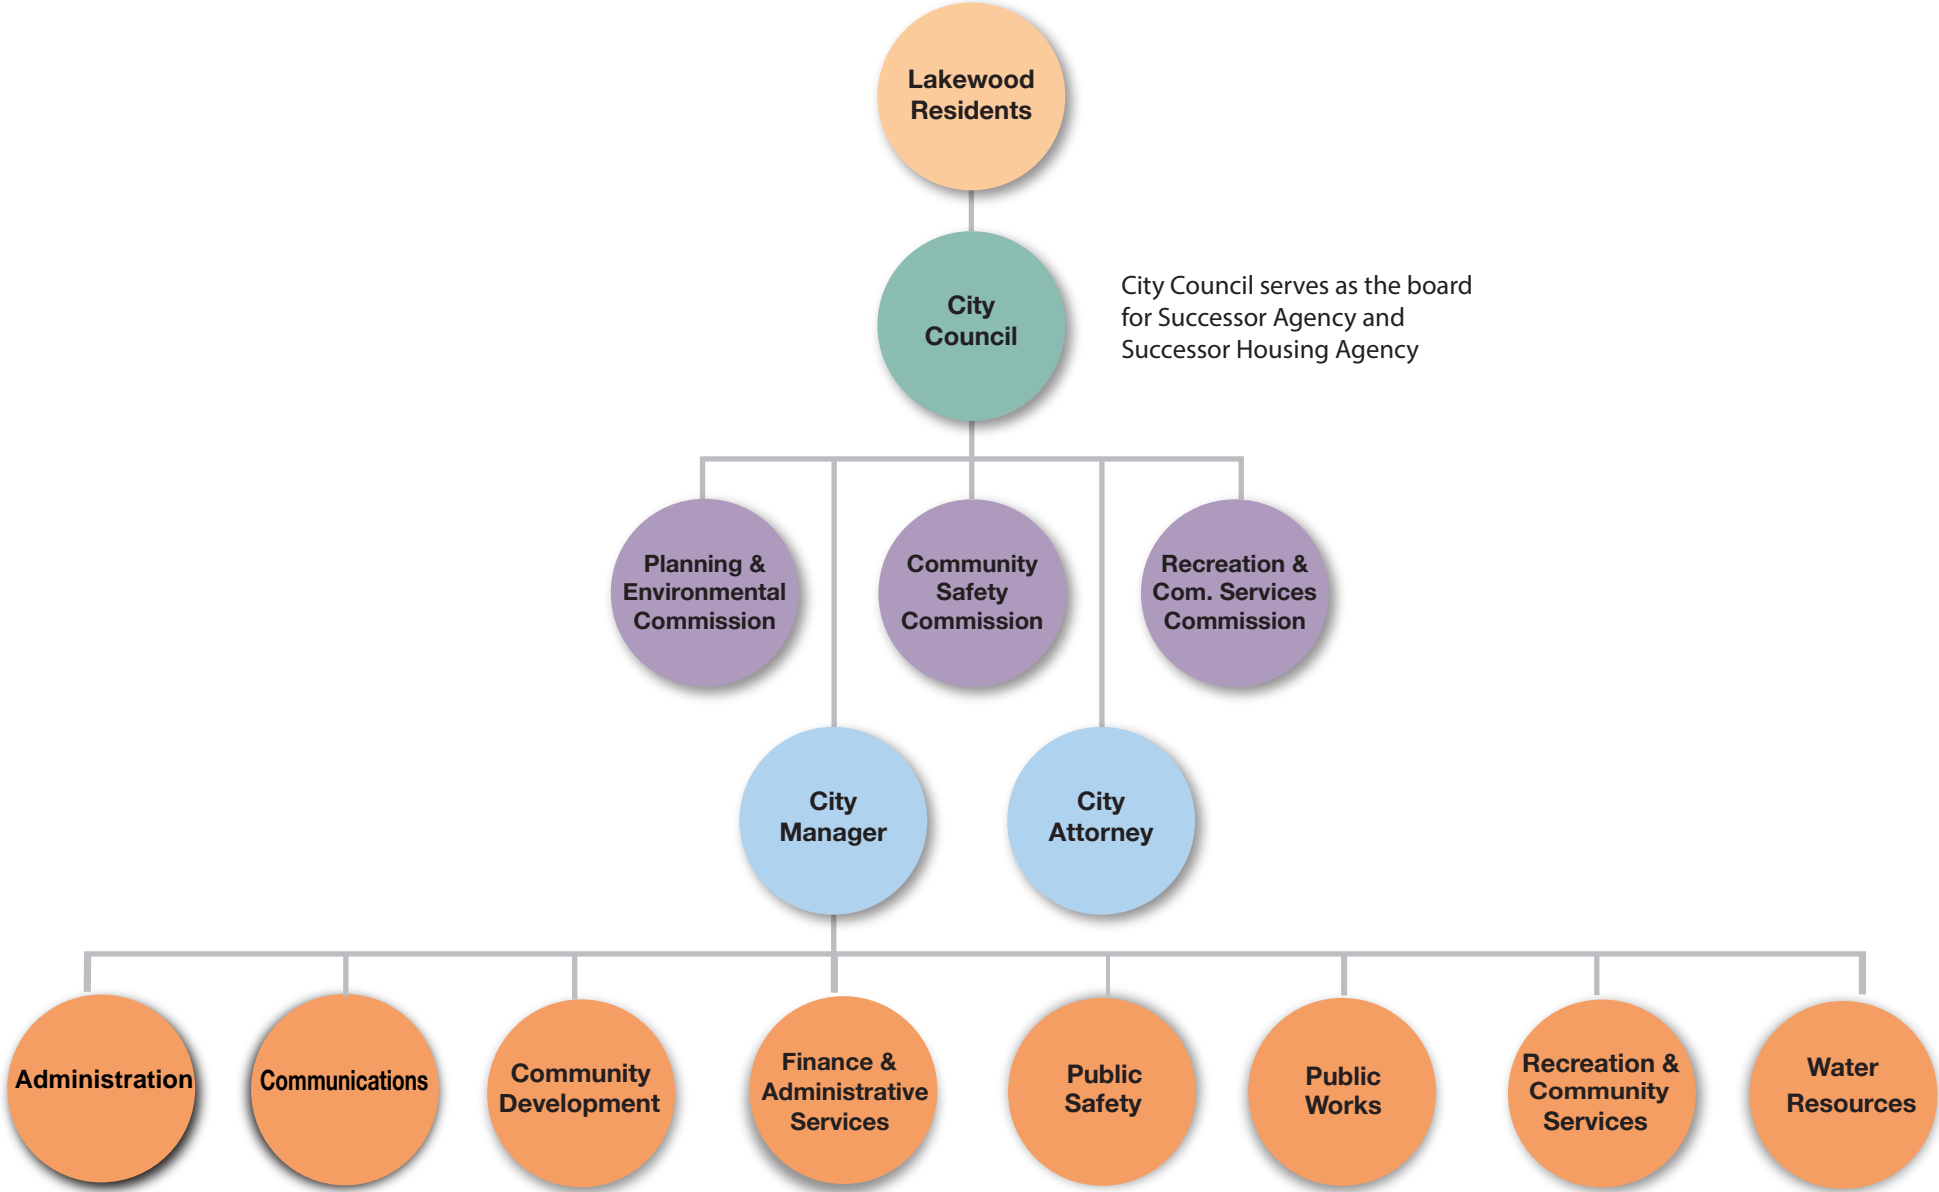 Lakewood
Residents
City
Council
City Council serves as the board
for Successor Agency and
Successor Housing Agency
Planning &
Environmental
Commission
Community
Safety
Commission
Recreation &
Com. Services
Commission
City
Manager
City
Attorney
Administration
Communications
Community
Development
Finance &
Administrative
Services
Public
Safety
Public
Works
Recreation &
Community
Services
Water
Resources